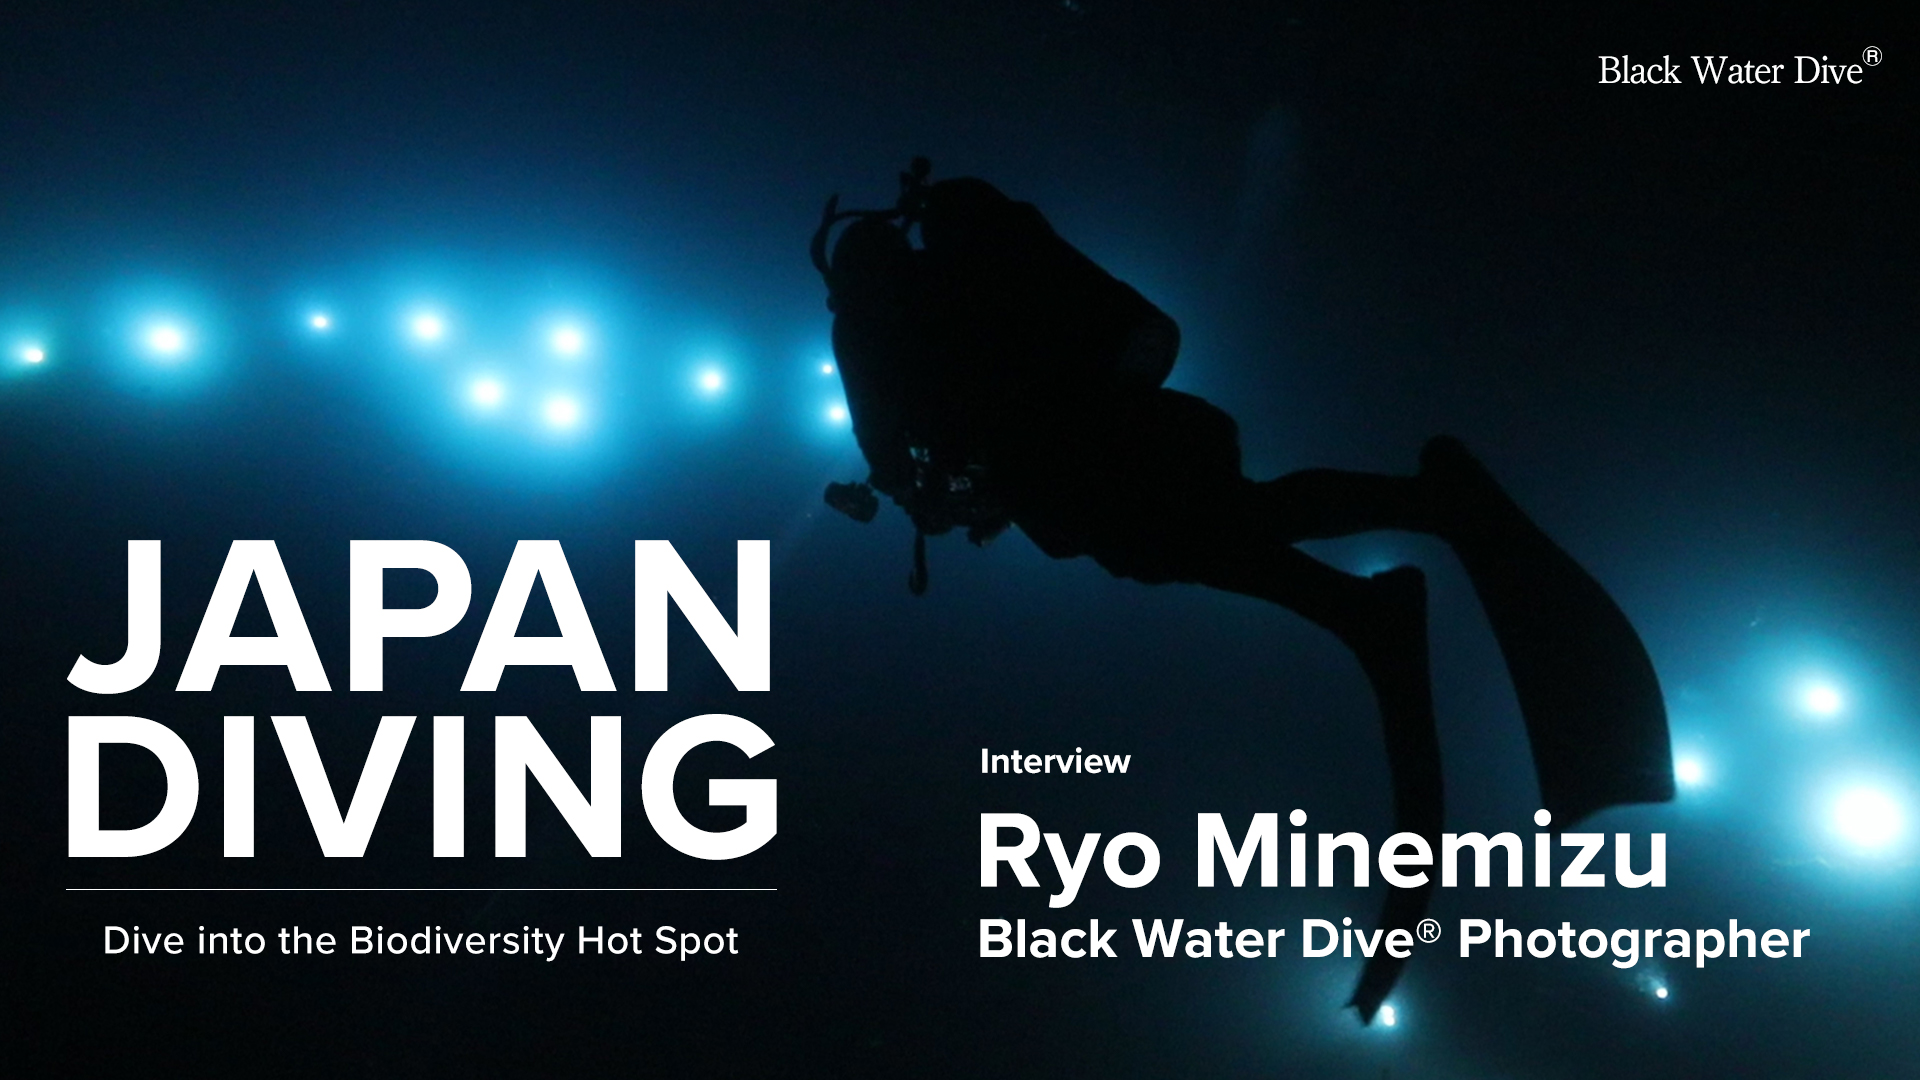 Black Water Dive®
JAPAN
DIVING
Dive into the Biodiversity Hot Spot
Interview
Ryo Minemizu
Black Water Dive® Photographer